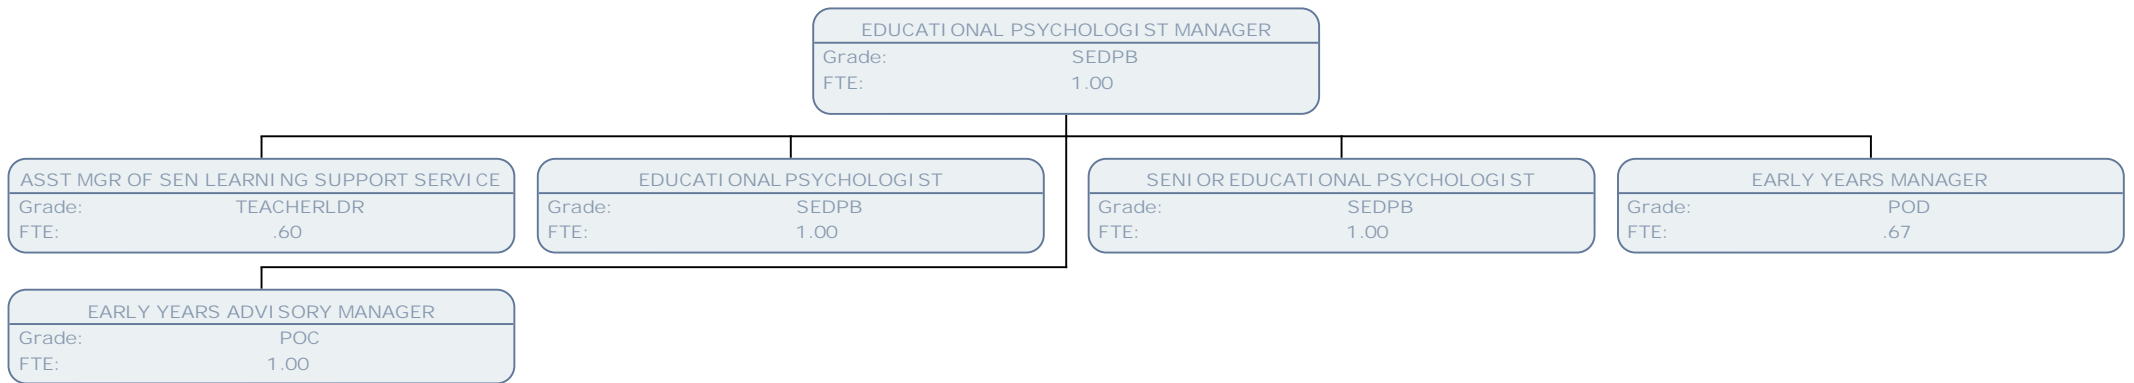 EDUCATIONAL PSYCHOLOGIST MANAGER
Grade: SEDPB
FTE: 1.00
ASST MGR OF SEN LEARNING SUPPORT SERVICE
Grade: TEACHERLDR
FTE: .60
EDUCATIONAL PSYCHOLOGIST
Grade: SEDPB
FTE: 1.00
SENIOR EDUCATIONAL PSYCHOLOGIST
Grade: SEDPB
FTE: 1.00
EARLY YEARS MANAGER
Grade: POD
FTE: .67
EARLY YEARS ADVISORY MANAGER
Grade: POC
FTE: 1.00